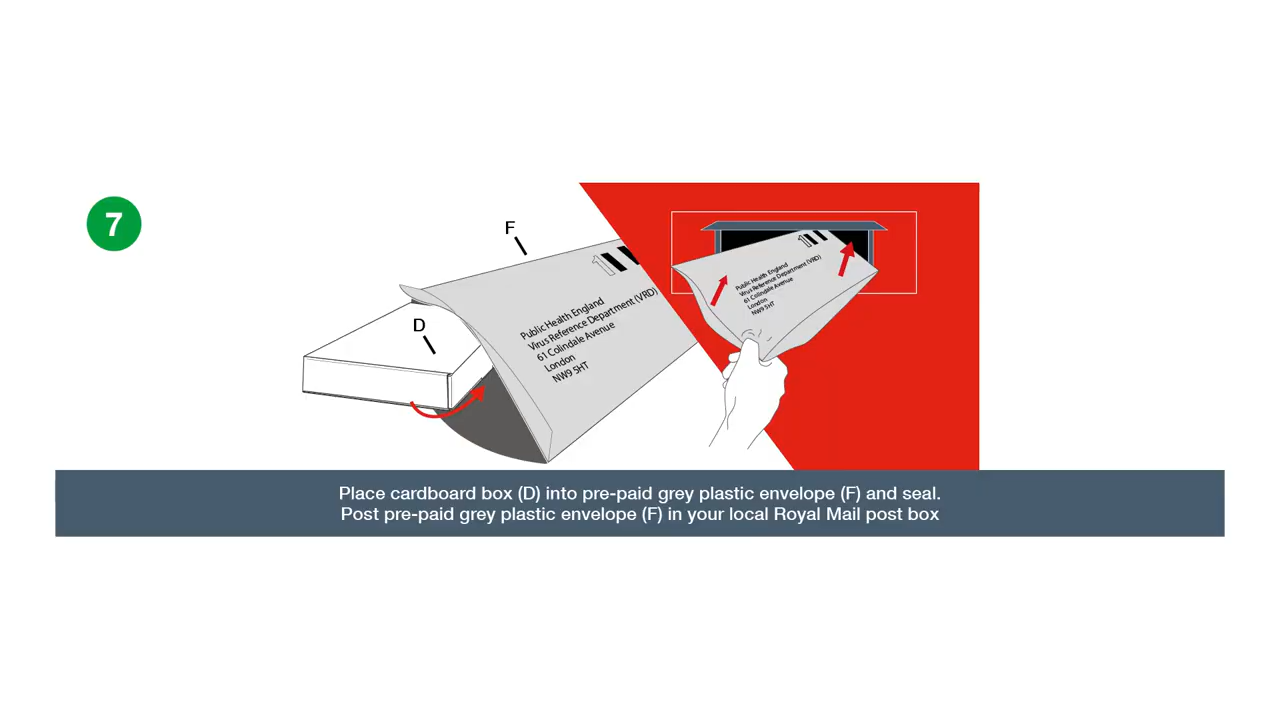 7
F
D
1
Public Health England
Virus Reference Department (VRD)
61 Colindale Avenue
London
NW9 5HT
1
Public Health England
Virus Reference Department (VRD)
61 Colindale Avenue
London
NW9 5HT
Place cardboard box (D) into pre-paid grey plastic envelope (F) and seal.
Post pre-paid grey plastic envelope (F) in your local Royal Mail post box